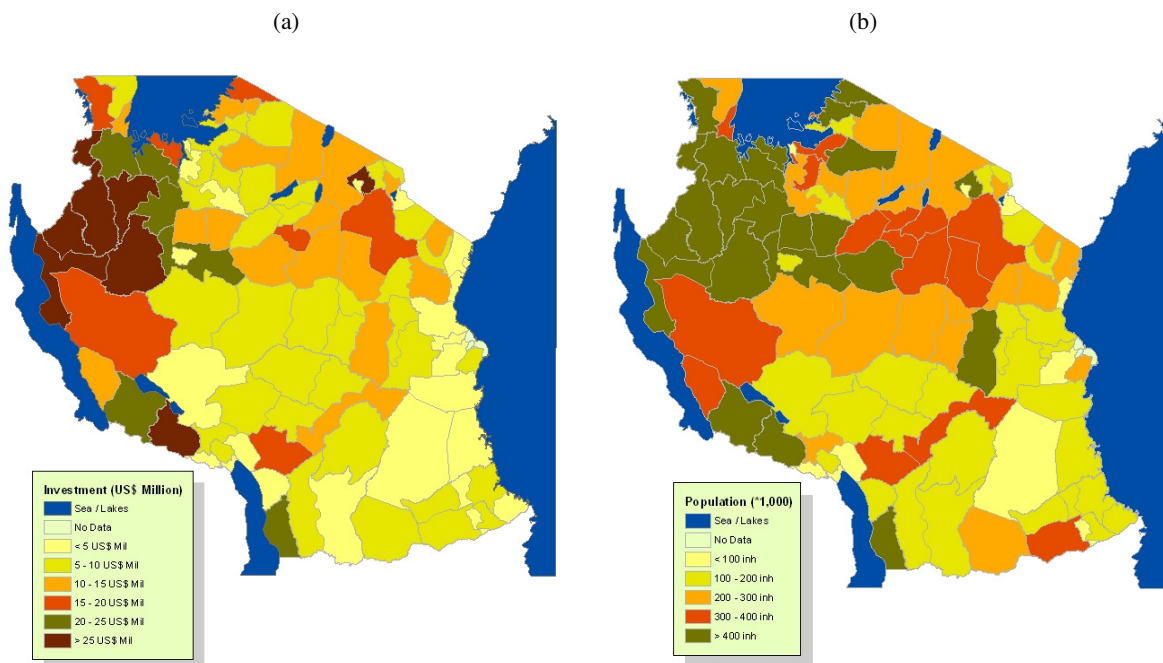 (a)
(b)
Investment (US$ Million)
Sea / Lakes
No Data
< 5 US$ Mil
5 - 10 US$ Mil
10 - 15 US$ Mil
15 - 20 US$ Mil
20 - 25 US$ Mil
> 25 US$ Mil
Population (*1,000)
Sea / Lakes
No Data
< 100 inh
100 - 200 inh
200 - 300 inh
300 - 400 inh
> 400 inh